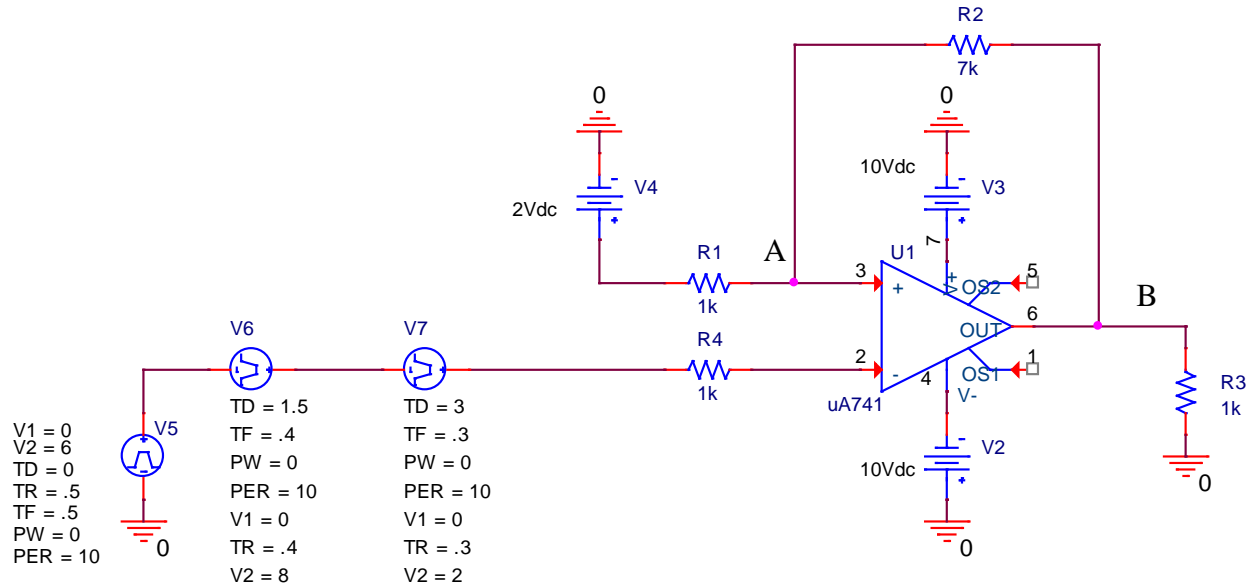 R2
7k
0
0
10Vdc
V3
V4
2Vdc
7
A
R1
1k
U1
3
+
V+
OS2
5
B
6
OUT
V6
V7
R4
1k
2
-
4
OS1
1
V-
uA741
R3
1k
0
V2
10Vdc
0
V5
V1 = 0
V2 = 6
TD = 0
TR = .5
TF = .5
PW = 0
PER = 10
0
TD = 1.5
TF = .4
PW = 0
PER = 10
V1 = 0
TR = .4
V2 = 8
TD = 3
TF = .3
PW = 0
PER = 10
V1 = 0
TR = .3
V2 = 2